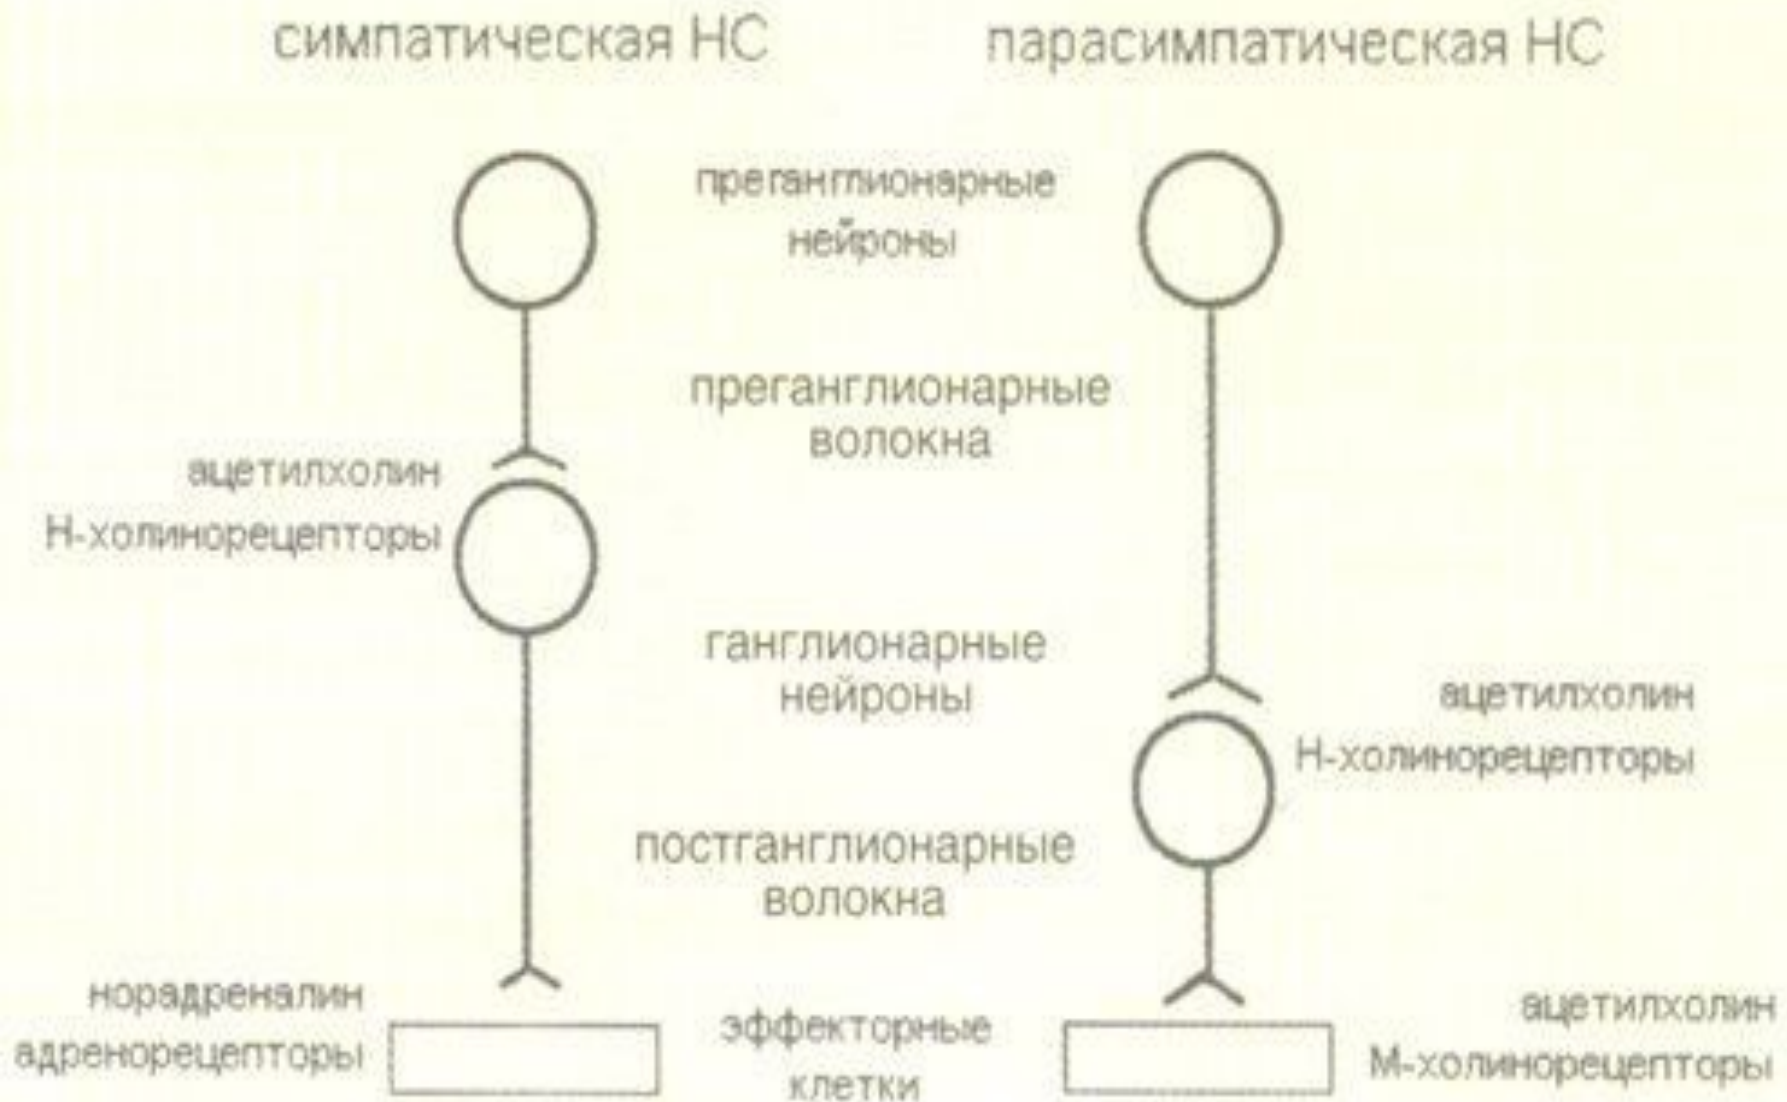 симпатическая НС
парасимпатическая НС
преганглионарные
нейроны
преганглионарные
волокна
ацетилхолин
Н-холинорецепторы
ганглионарные
нейроны
ацетилхолин
Н-холинорецепторы
постганглионарные
волокна
норадреналин
адренорецепторы
эффекторные
клетки
ацетилхолин
М-холинорецепторы